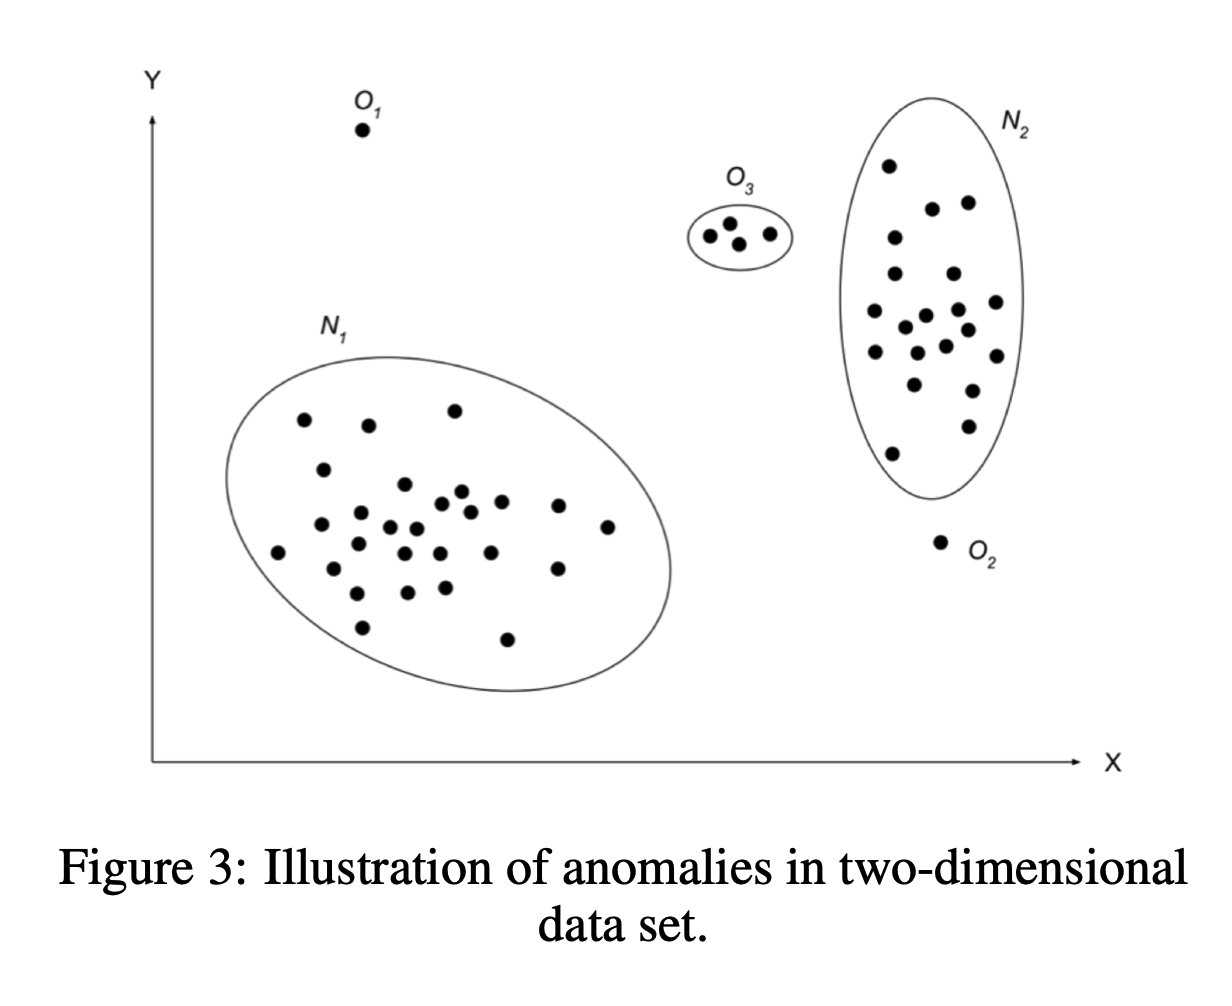 Y
O1
N2
O3
N1
O2
X
Figure 3: Illustration of anomalies in two-dimensional
data set.